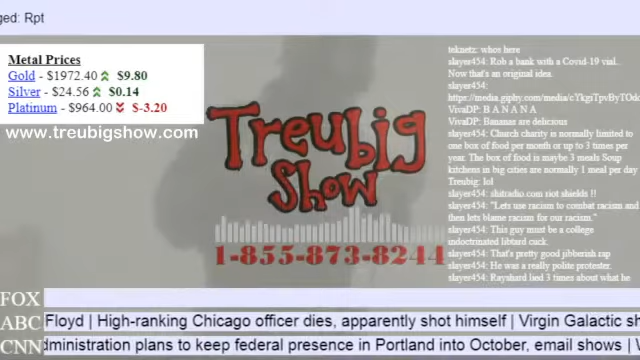 ged: Rpt
Metal Prices
Gold - $1972.40 $9.80
Silver - $24.56 $0.14
Platinum - $964.00 $-3.20
www.treubigshow.com
Treubig
Show
1-855-873-8244
teknetz: whos here
slayer454: Rob a bank with a Covid-19 vial..
Now that's an original idea.
slayer454:
VivaDP: B A N A N A
VivaDP: Bananas are delicious
slayer454: Church charity is normally limited to
one box of food per month or up to 3 times per
year. The box of food is maybe 3 meals Soup
kitchens in big cities are normally 1 meal per day
Treubig: lol
slayer454: shitradio.com riot shields !!
slayer454: "Lets use racism to combat racism and
then lets blame racism for our racism."
slayer454: This guy must be a college
indoctrinated libtard cuck.
slayer454: That's pretty good jibberish rap
slayer454: He was a really polite protester.
slayer454: Rayshard lied 3 times about what he
FOX
ABC Floyd | High-ranking Chicago officer dies, apparently shot himself | Virgin Galactic sh
CNN dministration plans to keep federal presence in Portland into October, email shows |